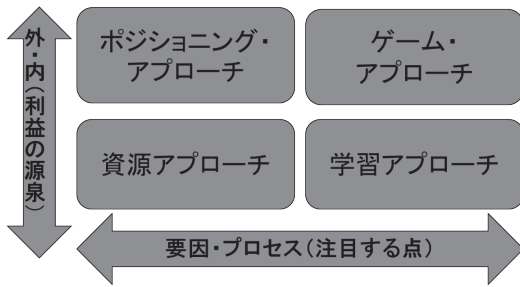 外・内(利益の源泉)
ポジショニング・
アプローチ
ゲーム・
アプローチ
資源アプローチ
学習アプローチ
要因・プロセス(注目する点)